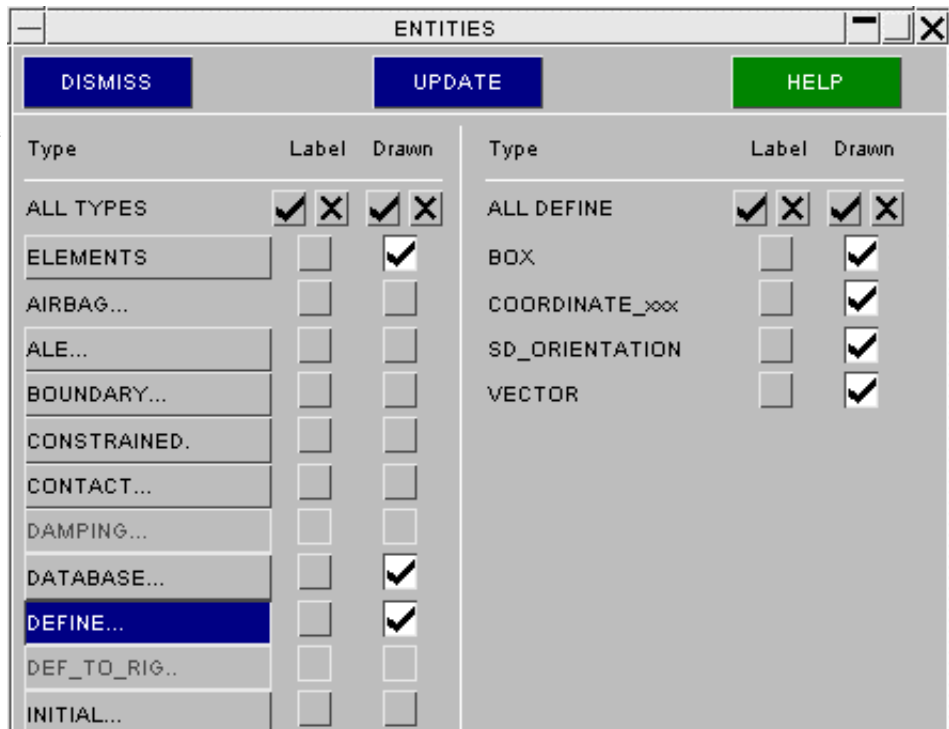 ENTITIES
DISMISS UPDATE HELP
Type Label Drawn
ALL TYPES
ELEMENTS
AIRBAG...
ALE...
BOUNDARY...
CONSTRAINED.
CONTACT...
DAMPING...
DATABASE...
DEFINE...
DEF_TO_RIG..
INITIAL...
Type Label Drawn
ALL DEFINE
BOX
COORDINATE_xxx
SD_ORIENTATION
VECTOR